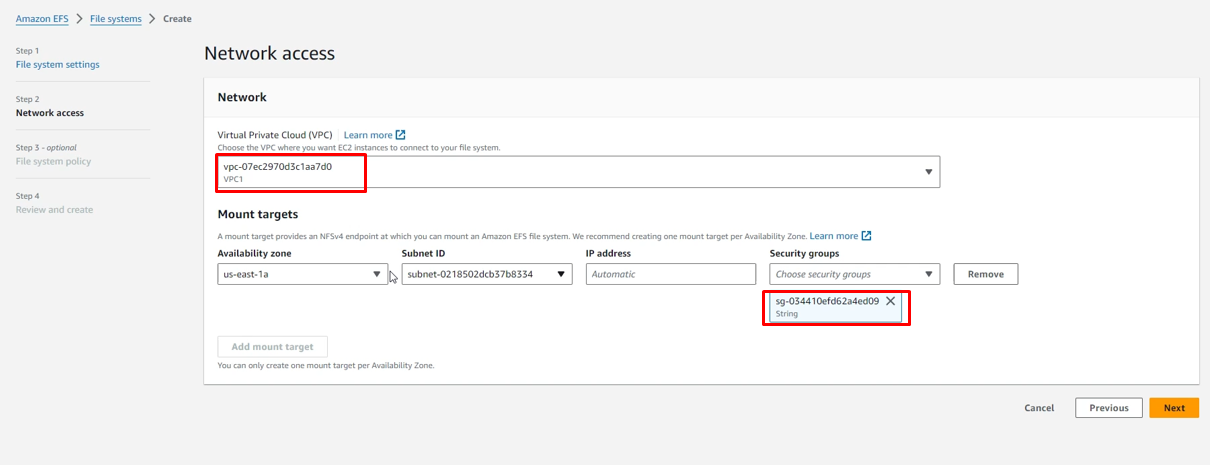 Amazon EFS > File systems > Create
Step 1
File system settings
Step 2
Network access
Step 3 - optional
File system policy
Step 4
Review and create
Network access
Network
Virtual Private Cloud (VPC) Learn more
Choose the VPC where you want EC2 instances to connect to your file system.
vpc-07ec2970d3c1aa7d0
VPC1
Mount targets
A mount target provides an NFSv4 endpoint at which you can mount an Amazon EFS file system. We recommend creating one mount target per Availability Zone. Learn more
Availability zone Subnet ID IP address Security groups
us-east-1a subnet-0218502dcb37b8334 Automatic Choose security groups Remove
sg-034410efd62a4ed09
String
Add mount target
You can only create one mount target per Availability Zone.
Cancel Previous Next